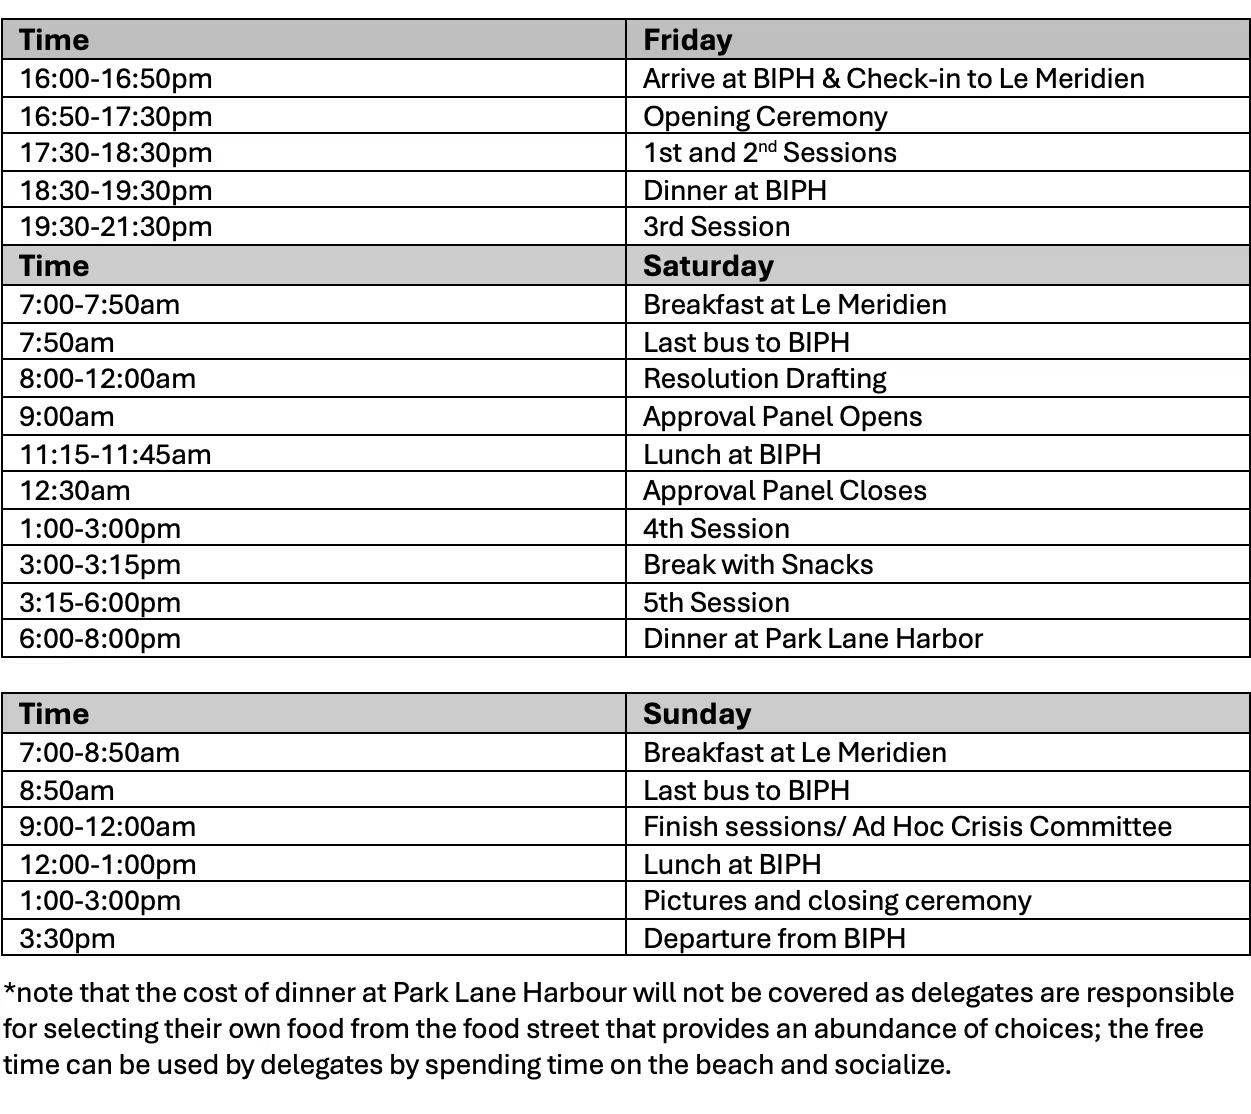 Time Friday
16:00-16:50pm Arrive at BIPH & Check-in to Le Meridien
16:50-17:30pm Opening Ceremony
17:30-18:30pm 1st and 2nd Sessions
18:30-19:30pm Dinner at BIPH
19:30-21:30pm 3rd Session
Time Saturday
7:00-7:50am Breakfast at Le Meridien
7:50am Last bus to BIPH
8:00-12:00am Resolution Drafting
9:00am Approval Panel Opens
11:15-11:45am Lunch at BIPH
12:30am Approval Panel Closes
1:00-3:00pm 4th Session
3:00-3:15pm Break with Snacks
3:15-6:00pm 5th Session
6:00-8:00pm Dinner at Park Lane Harbor
Time Sunday
7:00-8:50am Breakfast at Le Meridien
8:50am Last bus to BIPH
9:00-12:00am Finish sessions/ Ad Hoc Crisis Committee
12:00-1:00pm Lunch at BIPH
1:00-3:00pm Pictures and closing ceremony
3:30pm Departure from BIPH
*note that the cost of dinner at Park Lane Harbour will not be covered as delegates are responsible
for selecting their own food from the food street that provides an abundance of choices; the free
time can be used by delegates by spending time on the beach and socialize.